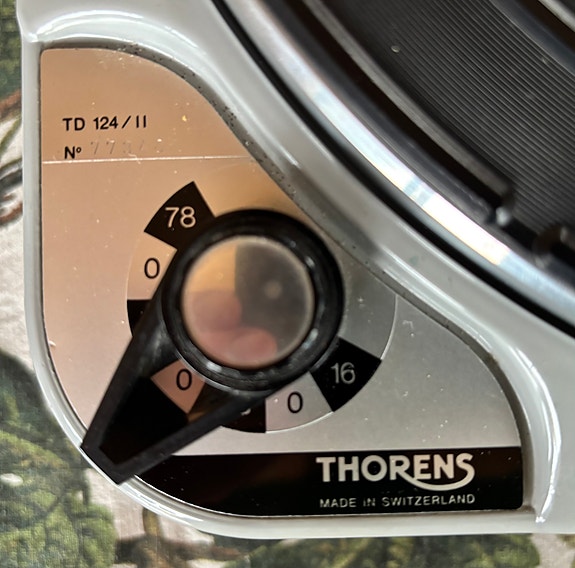 TD 124/II
Nº
78
0
0
0
16
THORENS
MADE IN SWITZERLAND